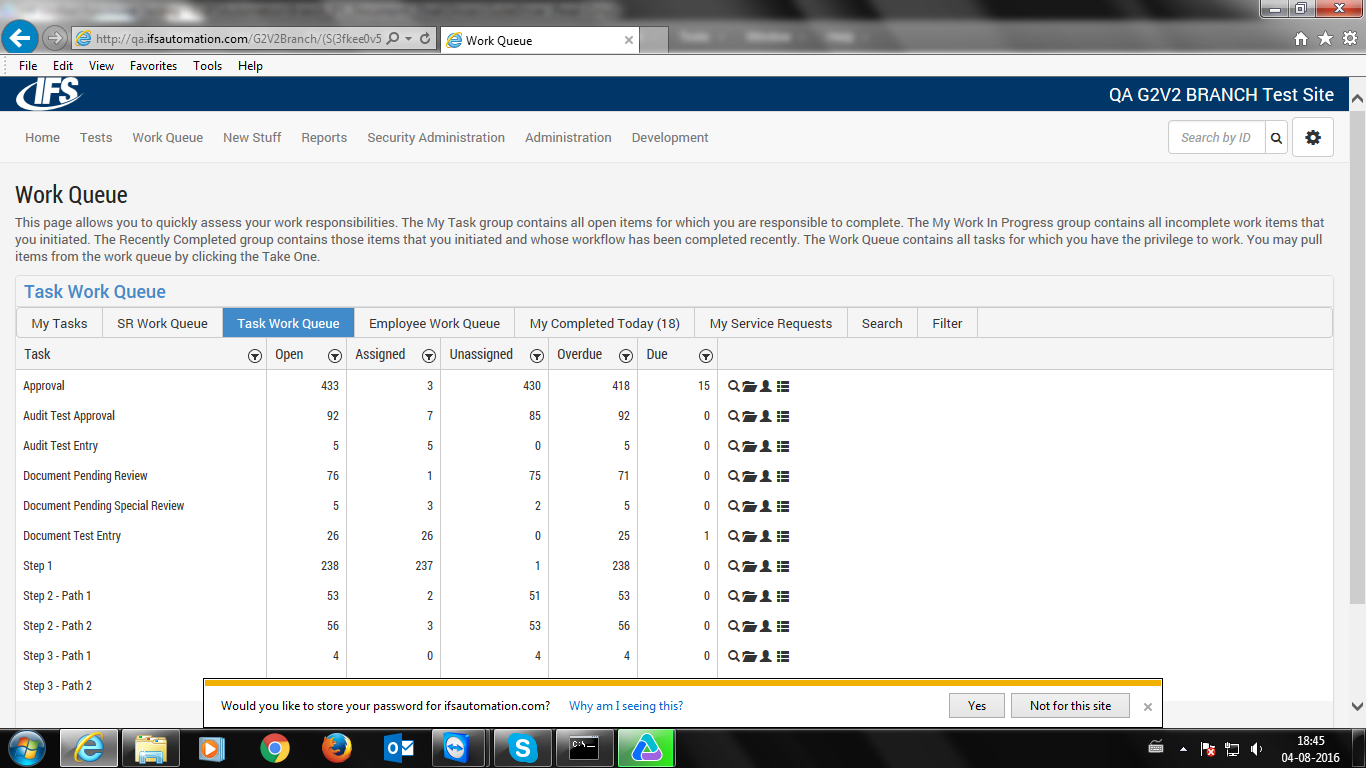 http://qa.ifsautomation.com/G2V2Branch/(S(3fkee0v5
Work Queue
File Edit View Favorites Tools Help
IFS
QA G2V2 BRANCH Test Site
Home Tests Work Queue New Stuff Reports Security Administration Administration Development
Search by ID
Work Queue
This page allows you to quickly assess your work responsibilities. The My Task group contains all open items for which you are responsible to complete. The My Work In Progress group contains all incomplete work items that
you initiated. The Recently Completed group contains those items that you initiated and whose workflow has been completed recently. The Work Queue contains all tasks for which you have the privilege to work. You may pull
items from the work queue by clicking the Take One.
Task Work Queue
My Tasks SR Work Queue Task Work Queue Employee Work Queue My Completed Today (18) My Service Requests Search Filter
Task Open Assigned Unassigned Overdue Due
Approval 433 3 430 418 15
Audit Test Approval 92 7 85 92 0
Audit Test Entry 5 5 0 5 0
Document Pending Review 76 1 75 71 0
Document Pending Special Review 5 3 2 5 0
Document Test Entry 26 26 0 25 1
Step 1 238 237 1 238 0
Step 2 - Path 1 53 2 51 53 0
Step 2 - Path 2 56 3 53 56 0
Step 3 - Path 1 4 0 4 4 0
Step 3 - Path 2
Would you like to store your password for ifsautomation.com? Why am I seeing this? Yes Not for this site
18:45
04-08-2016